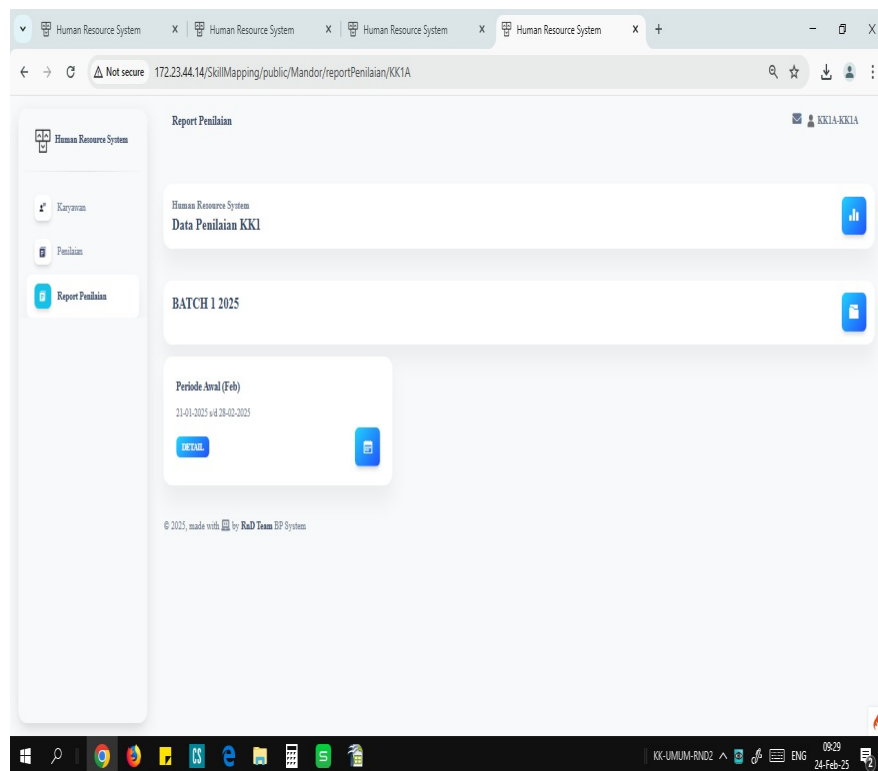 Human Resource System
Human Resource System
Human Resource System
Human Resource System
Not secure
172.23.44.14/SkillMapping/public/Mandor/reportPenilaian/KK1A
Human Resource System
Report Penilaian
KK1A-KK1A
Karyawan
Penilaian
Report Penilaian
Human Resource System
Data Penilaian KK1
BATCH 1 2025
Periode Awal (Feb)
21-01-2025 s/d 28-02-2025
DETAIL
© 2025, made with by RnD Team BP System
CS
S
KK-UMUM-RND2
ENG
09:29
24-Feb-25
2